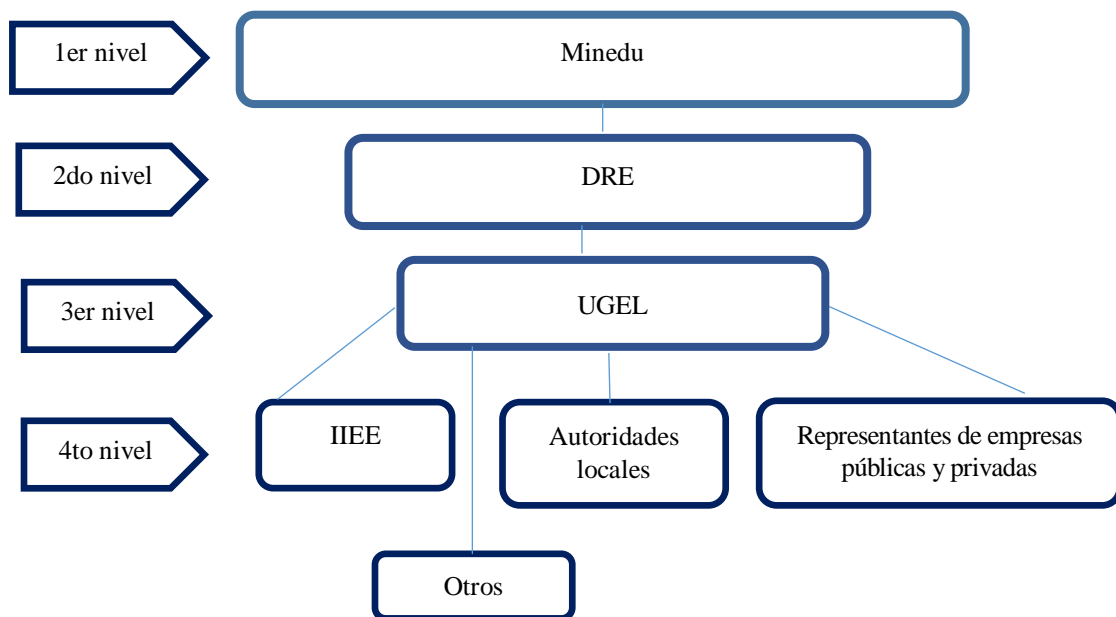 1er nivel
Minedu
2do nivel
DRE
3er nivel
UGEL
4to nivel
IIEE
Autoridades
locales
Representantes de empresas
públicas y privadas
Otros